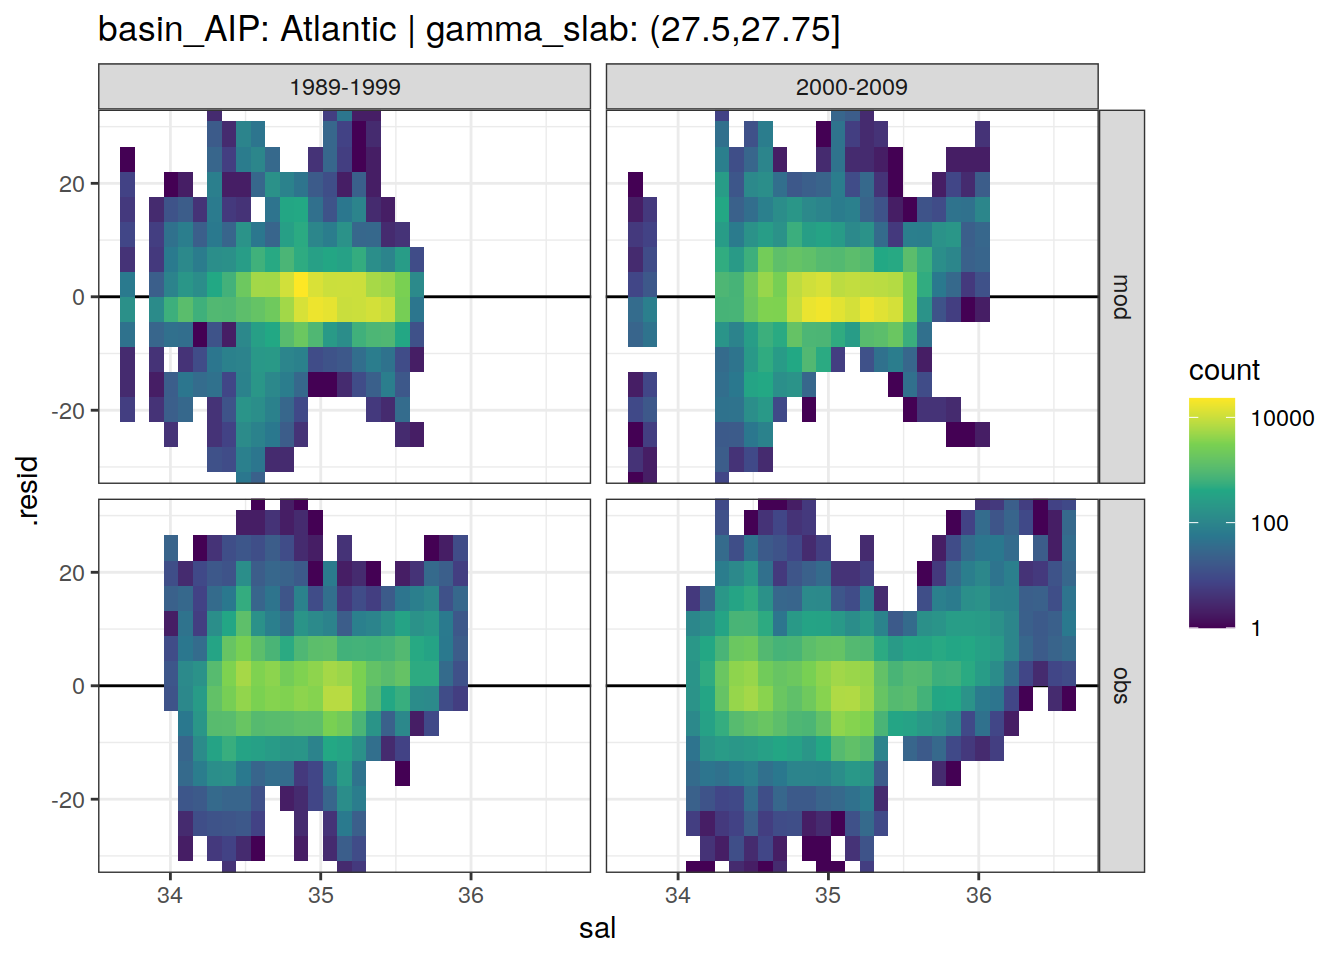 basin_AIP: Atlantic | gamma_slab: (27.5,27.75]
1989-1999
2000-2009
20
0
-20
mod
20
0
-20
obs
.resid
34
35
36
34
35
36
sal
count
10000
100
1